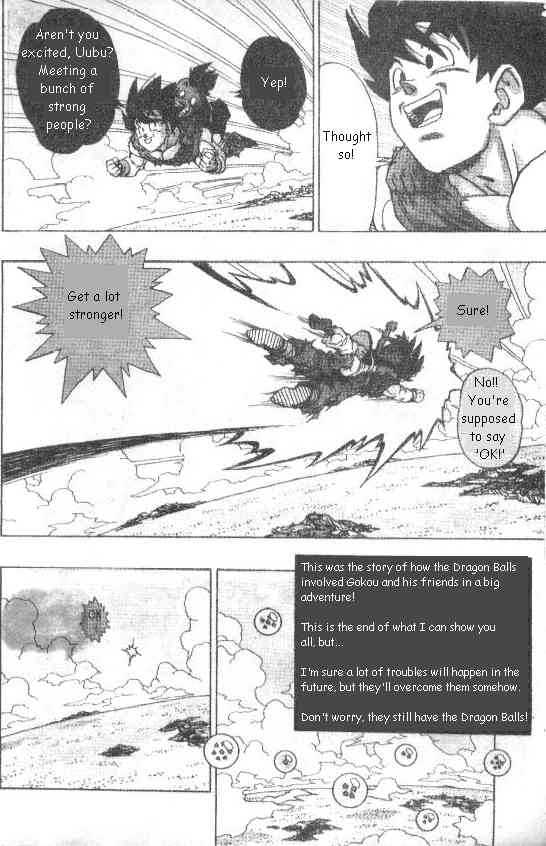 Aren't you
excited, Uubu?
Meeting a
bunch of
strong
people?
Yep!
Thought
so!
Get a lot
stronger!
Sure!
No!!
You're
supposed
to say
'OK!'
OK!
This was the story of how the Dragon Balls
involved Gokou and his friends in a big
adventure!
This is the end of what I can show you
all, but...
I'm sure a lot of troubles will happen in the
future, but they'll overcome them somehow.
Don't worry, they still have the Dragon Balls!